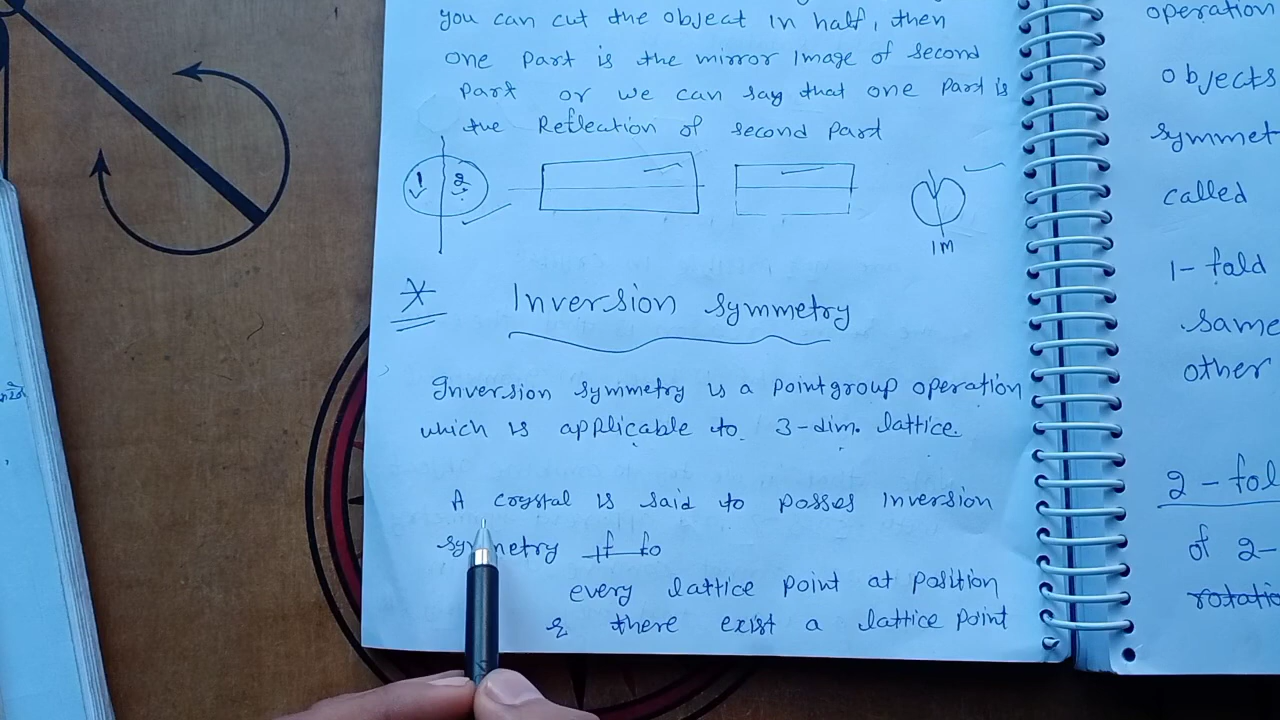 you can cut the object in half, then
one Part is the mirror Image of second
Part or we can say that one Part is
the Reflection of second Part
1 2
1M
Inversion symmetry
Inversion symmetry is a point group operation
which is applicable to 3-dim. lattice.
A crystal is said to posses inversion
symmetry if fo
every lattice point at position
r there exist a lattice point
operation
objects
symmet
called
1-fold
same
other
2-fol
of 2-
rotatio